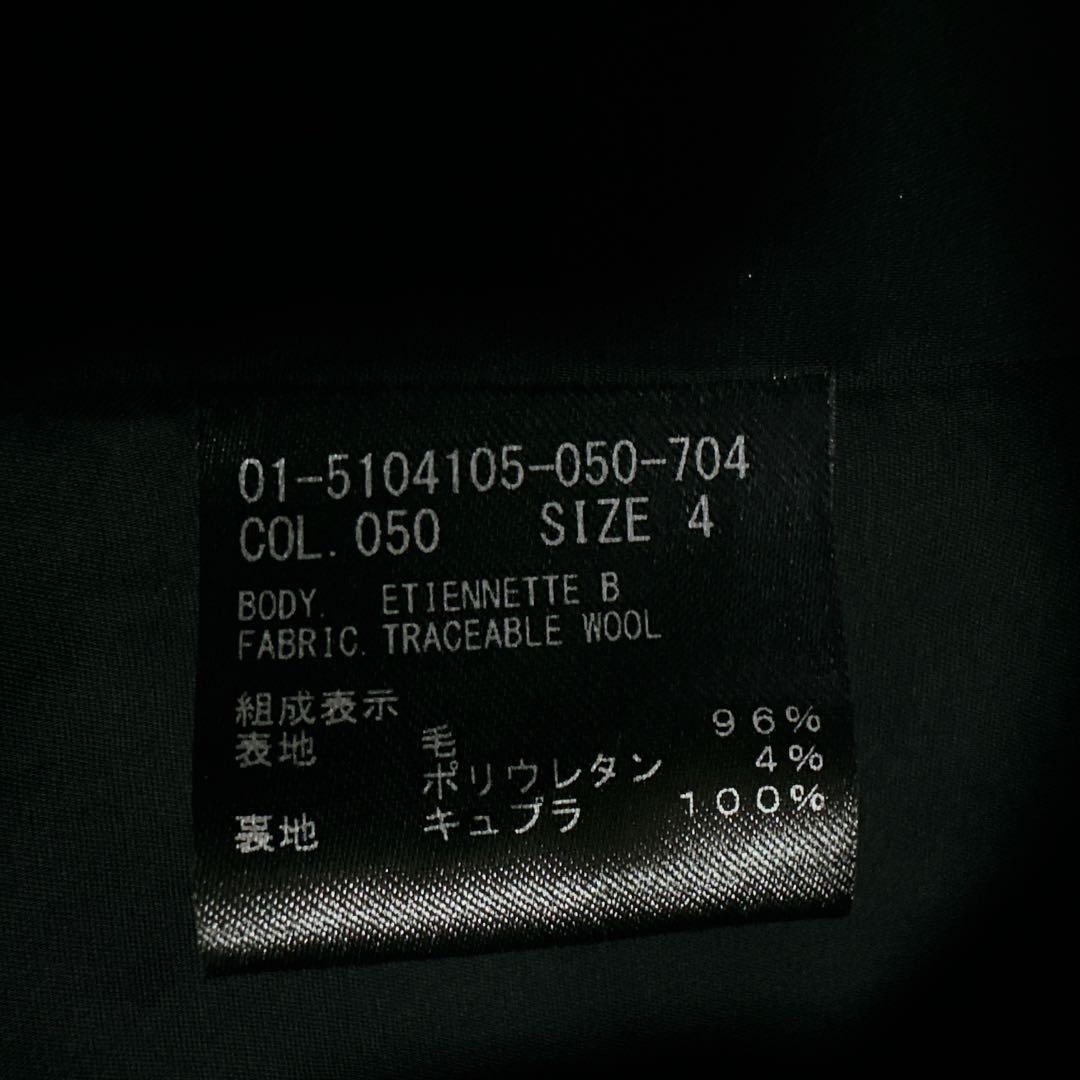 01-5104105-050-704
COL. 050 SIZE 4
BODY. ETIENNETTE B
FABRIC. TRACEABLE WOOL
組成表示
表地 毛 96%
ポリウレタン 4%
裏地 キュプラ 100%